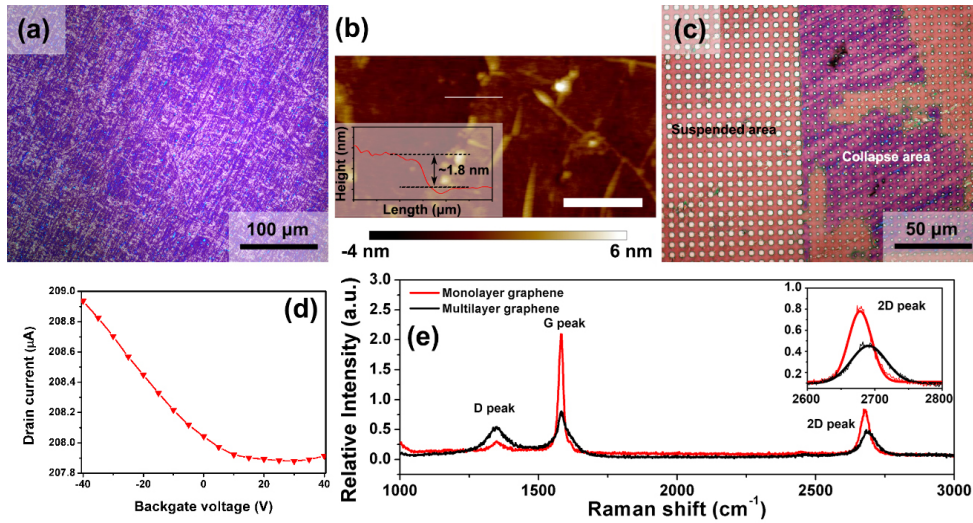 (a)
100 μm
(b)
Height (nm)
~1.8 nm
Length (μm)
-4 nm
6 nm
(c)
Suspended area
Collapse area
50 μm
(d)
Drain current (μA)
209.0
208.8
208.6
208.4
208.2
208.0
207.8
-40
-20
0
20
40
Backgate voltage (V)
(e)
Relative Intensity (a.u.)
3.0
2.5
2.0
1.5
1.0
0.5
0.0
Monolayer graphene
Multilayer graphene
D peak
G peak
2D peak
1000
1500
2000
2500
3000
Raman shift (cm⁻¹)
1.0
0.8
0.6
0.4
0.2
2D peak
2600
2700
2800